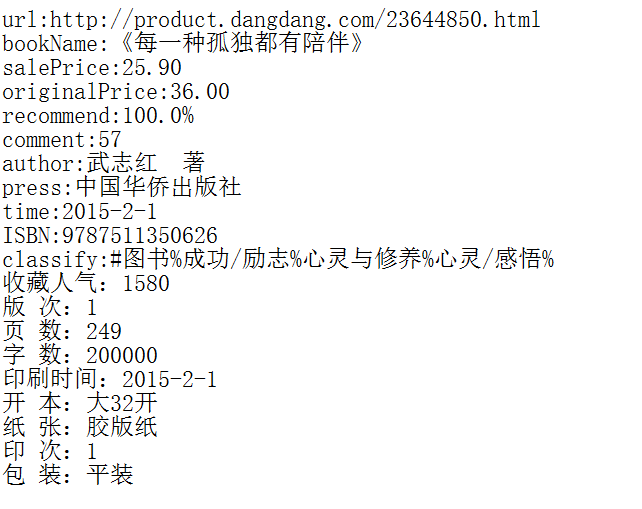 url:http://product.dangdang.com/23644850.html
bookName:《每一种孤独都有陪伴》
salePrice:25.90
originalPrice:36.00
recommend:100.0%
comment:57
author:武志红　著
press:中国华侨出版社
time:2015-2-1
ISBN:9787511350626
classify:#图书%成功/励志%心灵与修养%心灵/感悟%
收藏人气：1580
版 次：1
页 数：249
字 数：200000
印刷时间：2015-2-1
开 本：大32开
纸 张：胶版纸
印 次：1
包 装：平装